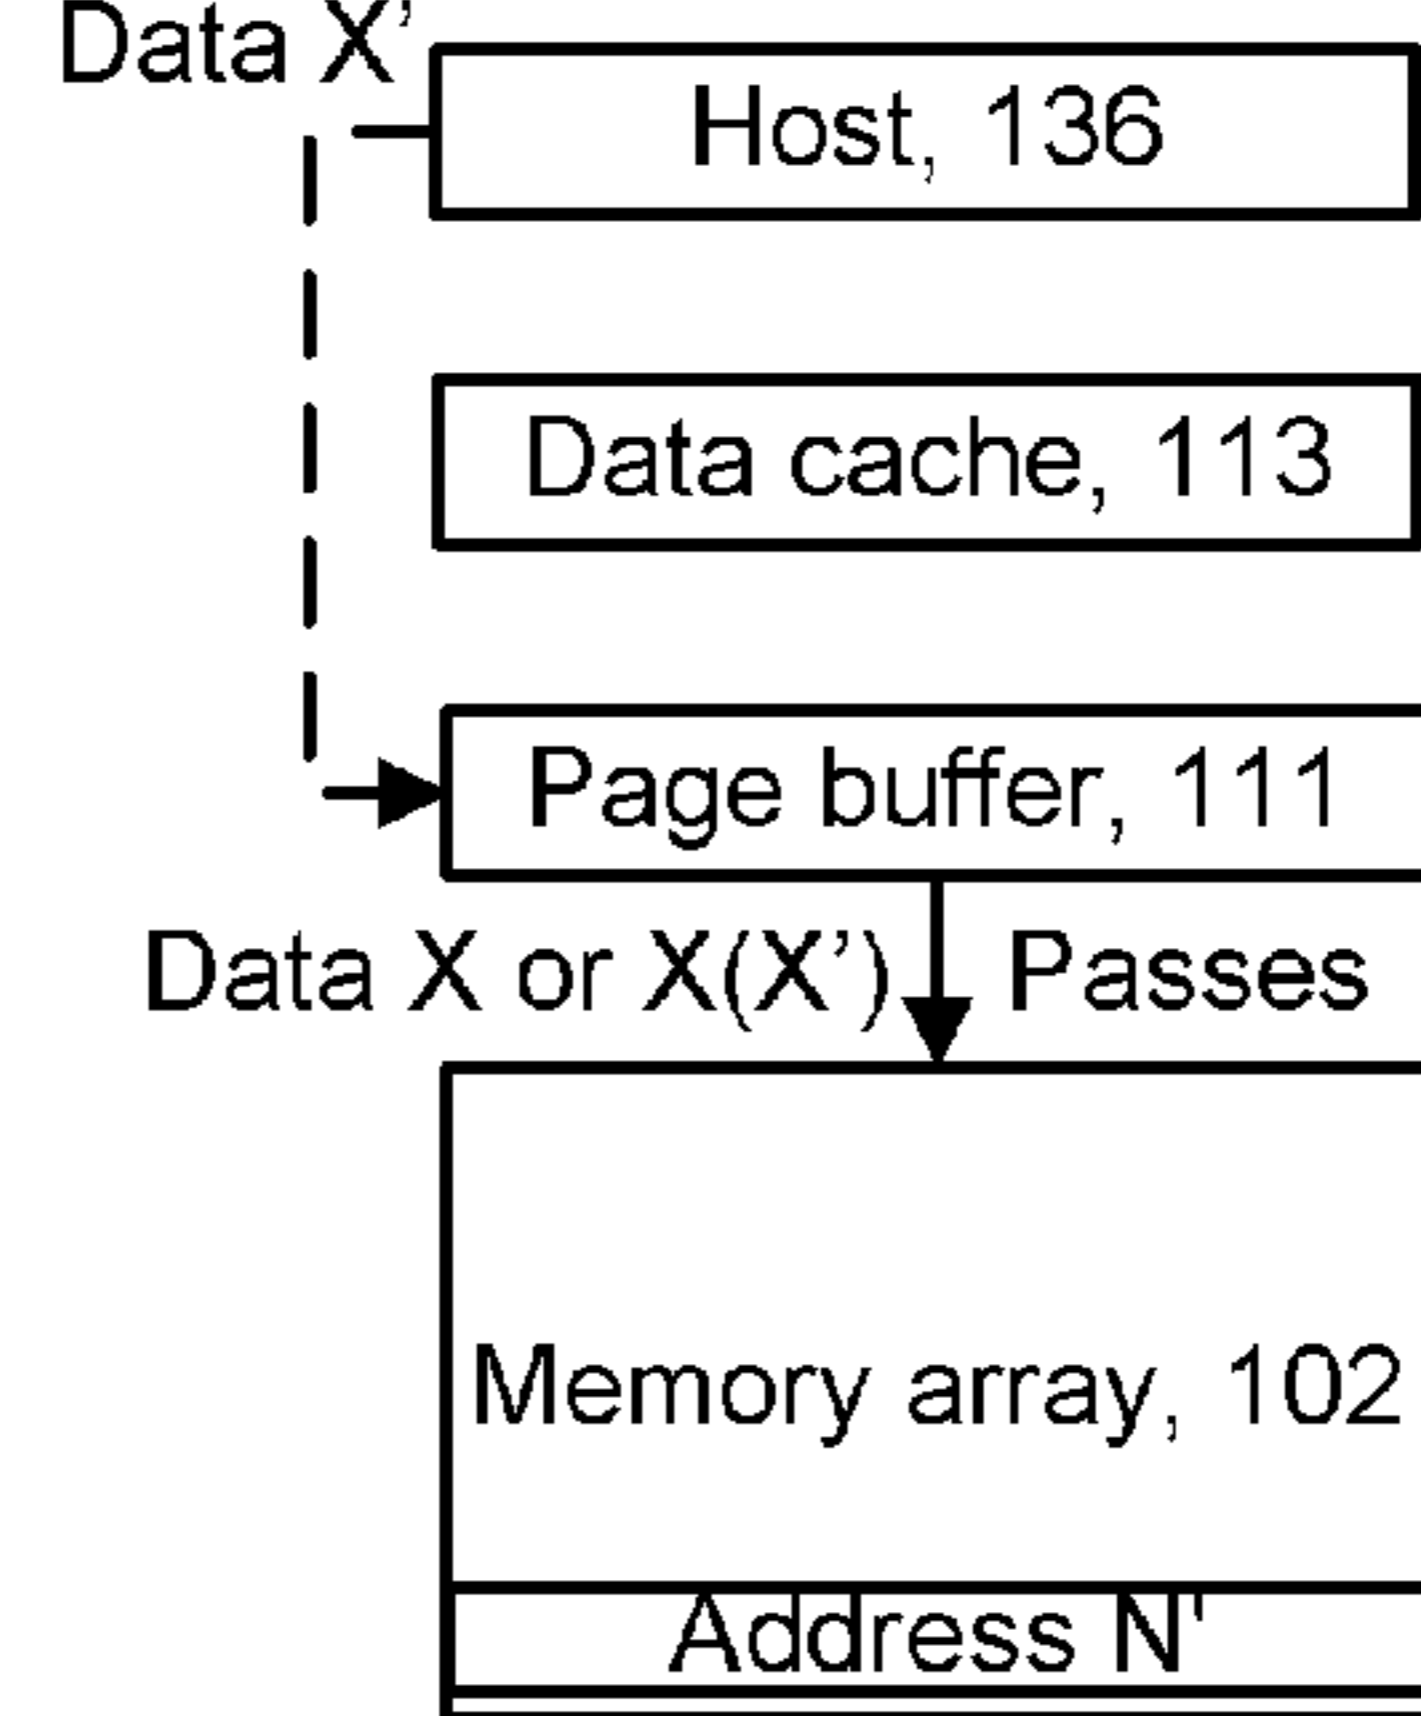 Data X’
Host, 136
Data cache, 113
Page buffer, 111
Data X or X(X’) Passes
Memory array, 102
Address N'